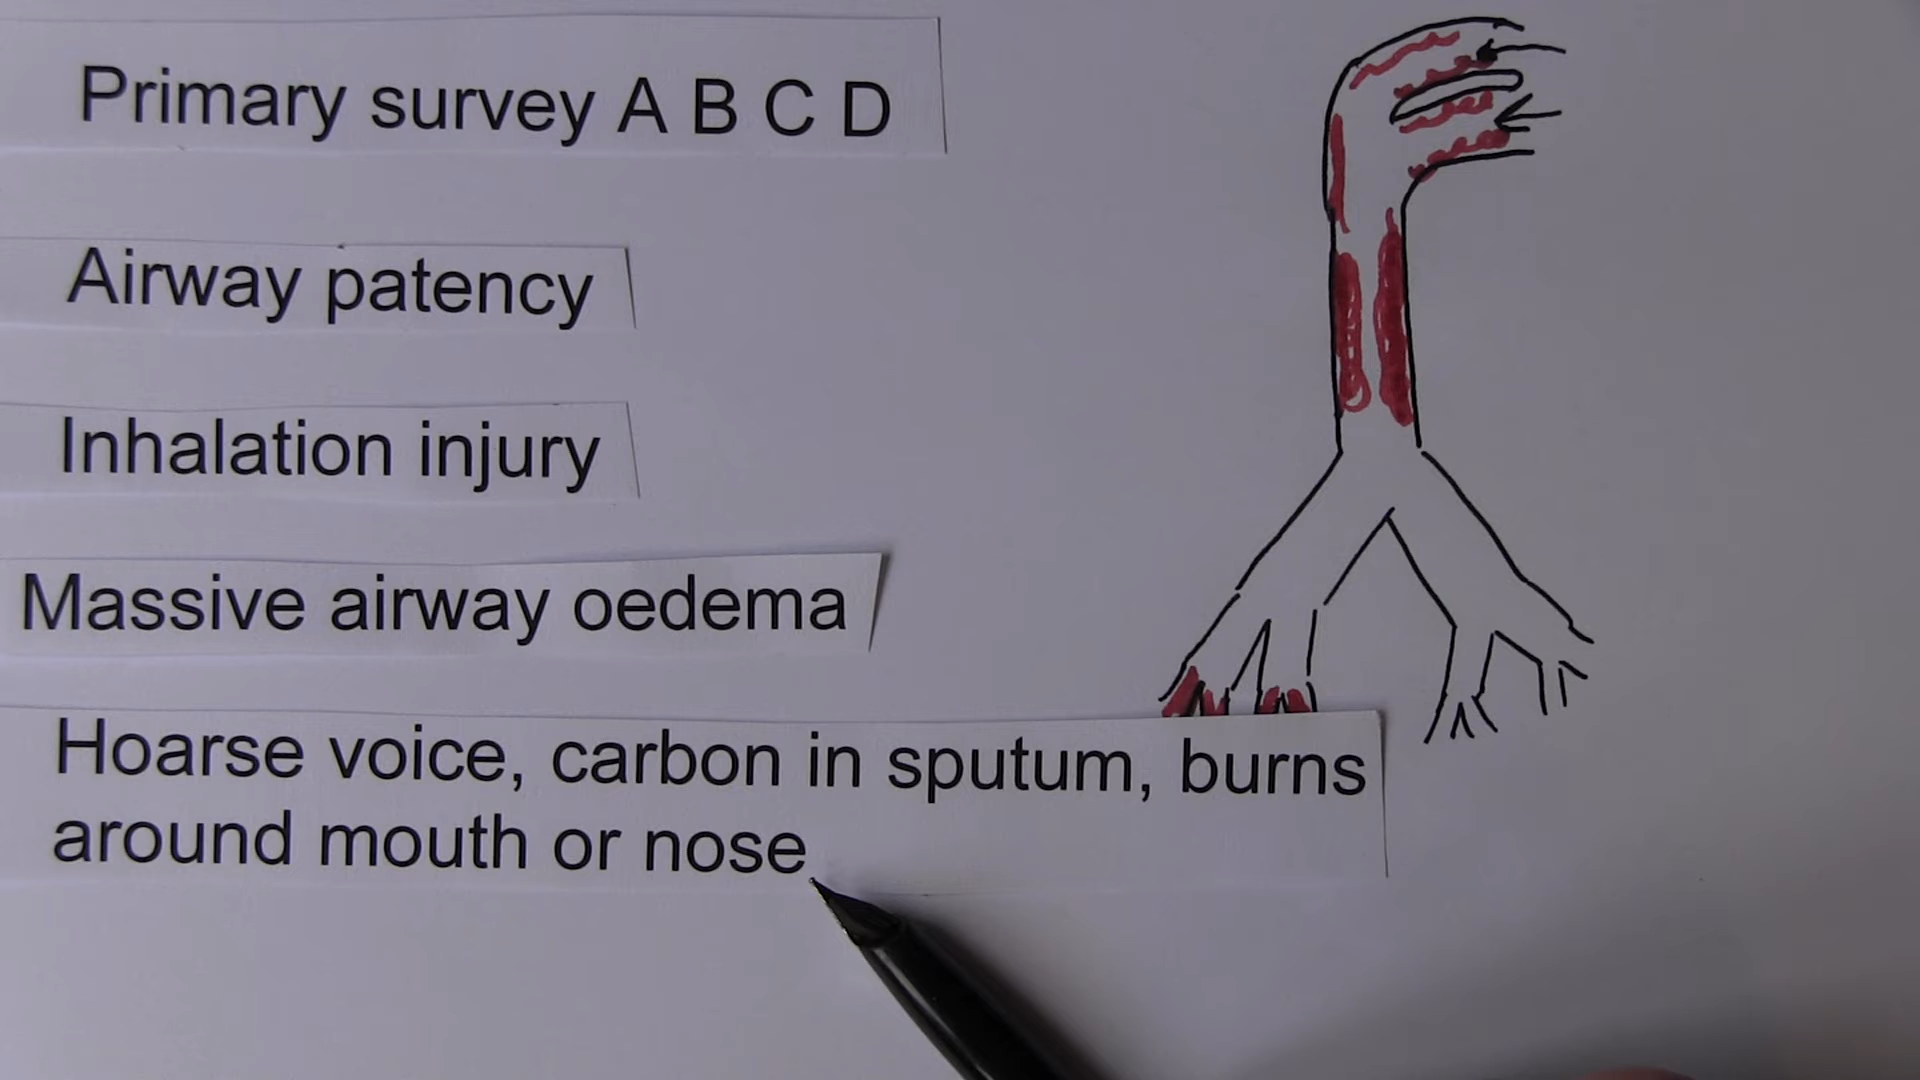 Primary survey A B C D
Airway patency
Inhalation injury
Massive airway oedema
Hoarse voice, carbon in sputum, burns
around mouth or nose